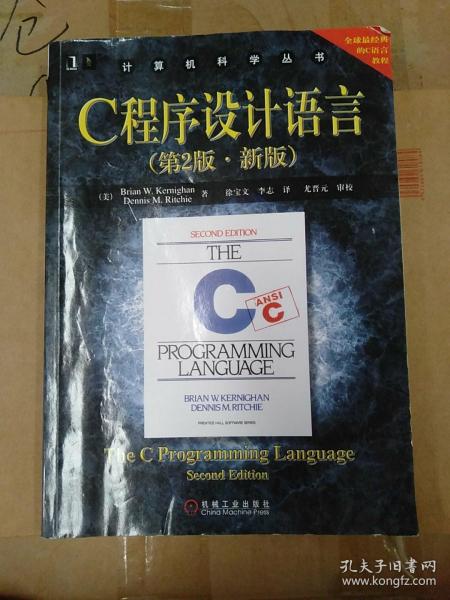 仓
全球最经典
的C语言
教程
计算机科学丛书
C程序设计语言
(第2版·新版)
(美) Brian W. Kernighan Dennis M. Ritchie 著 徐宝文 李志 译 尤晋元 审校
SECOND EDITION
THE
C
ANSI
C
PROGRAMMING
LANGUAGE
BRIAN W. KERNIGHAN
DENNIS M. RITCHIE
PRENTICE HALL SOFTWARE SERIES
The C Programming Language
Second Edition
机械工业出版社
China Machine Press
孔夫子旧书网
www.kongfz.com